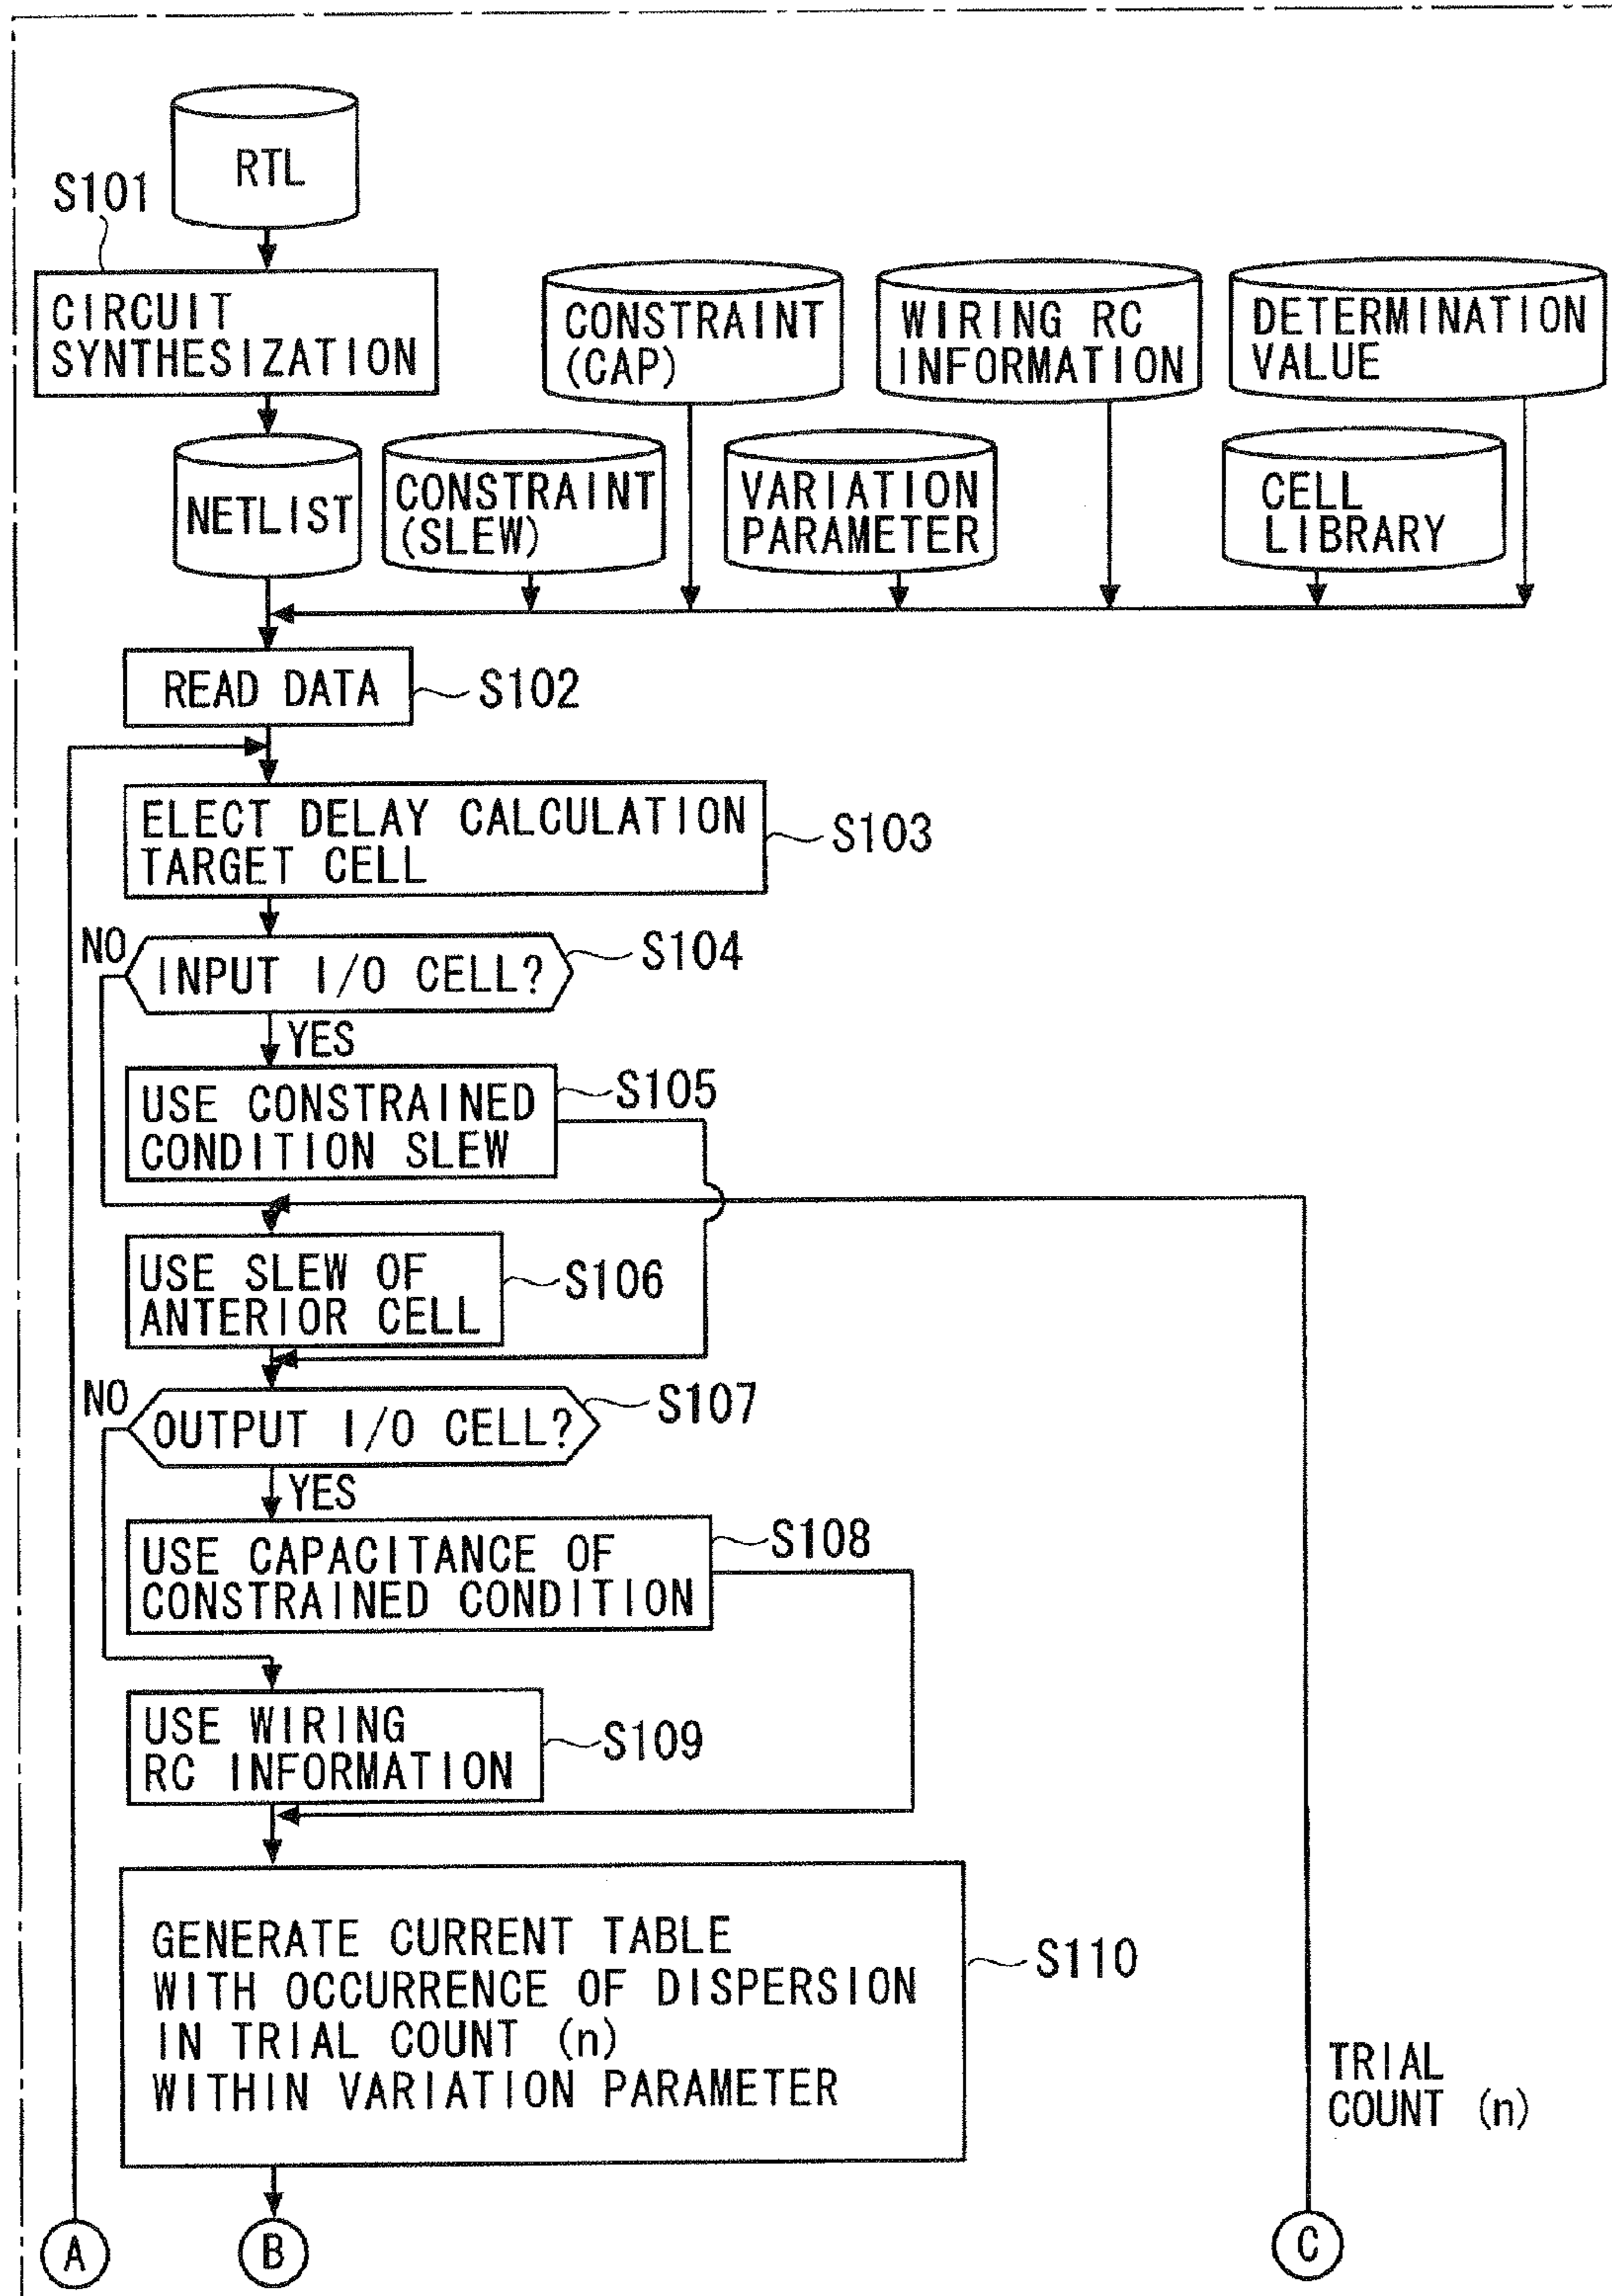 RTL
S101
CIRCUIT
SYNTHESIZATION
CONSTRAINT
(CAP)
WIRING RC
INFORMATION
DETERMINATION
VALUE
NETLIST
CONSTRAINT
(SLEW)
VARIATION
PARAMETER
CELL
LIBRARY
READ DATA
S102
ELECT DELAY CALCULATION
TARGET CELL
S103
NO
INPUT I/O CELL?
S104
YES
USE CONSTRAINED
CONDITION SLEW
S105
USE SLEW OF
ANTERIOR CELL
S106
NO
OUTPUT I/O CELL?
S107
YES
USE CAPACITANCE OF
CONSTRAINED CONDITION
S108
USE WIRING
RC INFORMATION
S109
GENERATE CURRENT TABLE
WITH OCCURRENCE OF DISPERSION
IN TRIAL COUNT (n)
WITHIN VARIATION PARAMETER
S110
TRIAL
COUNT (n)
A
B
C